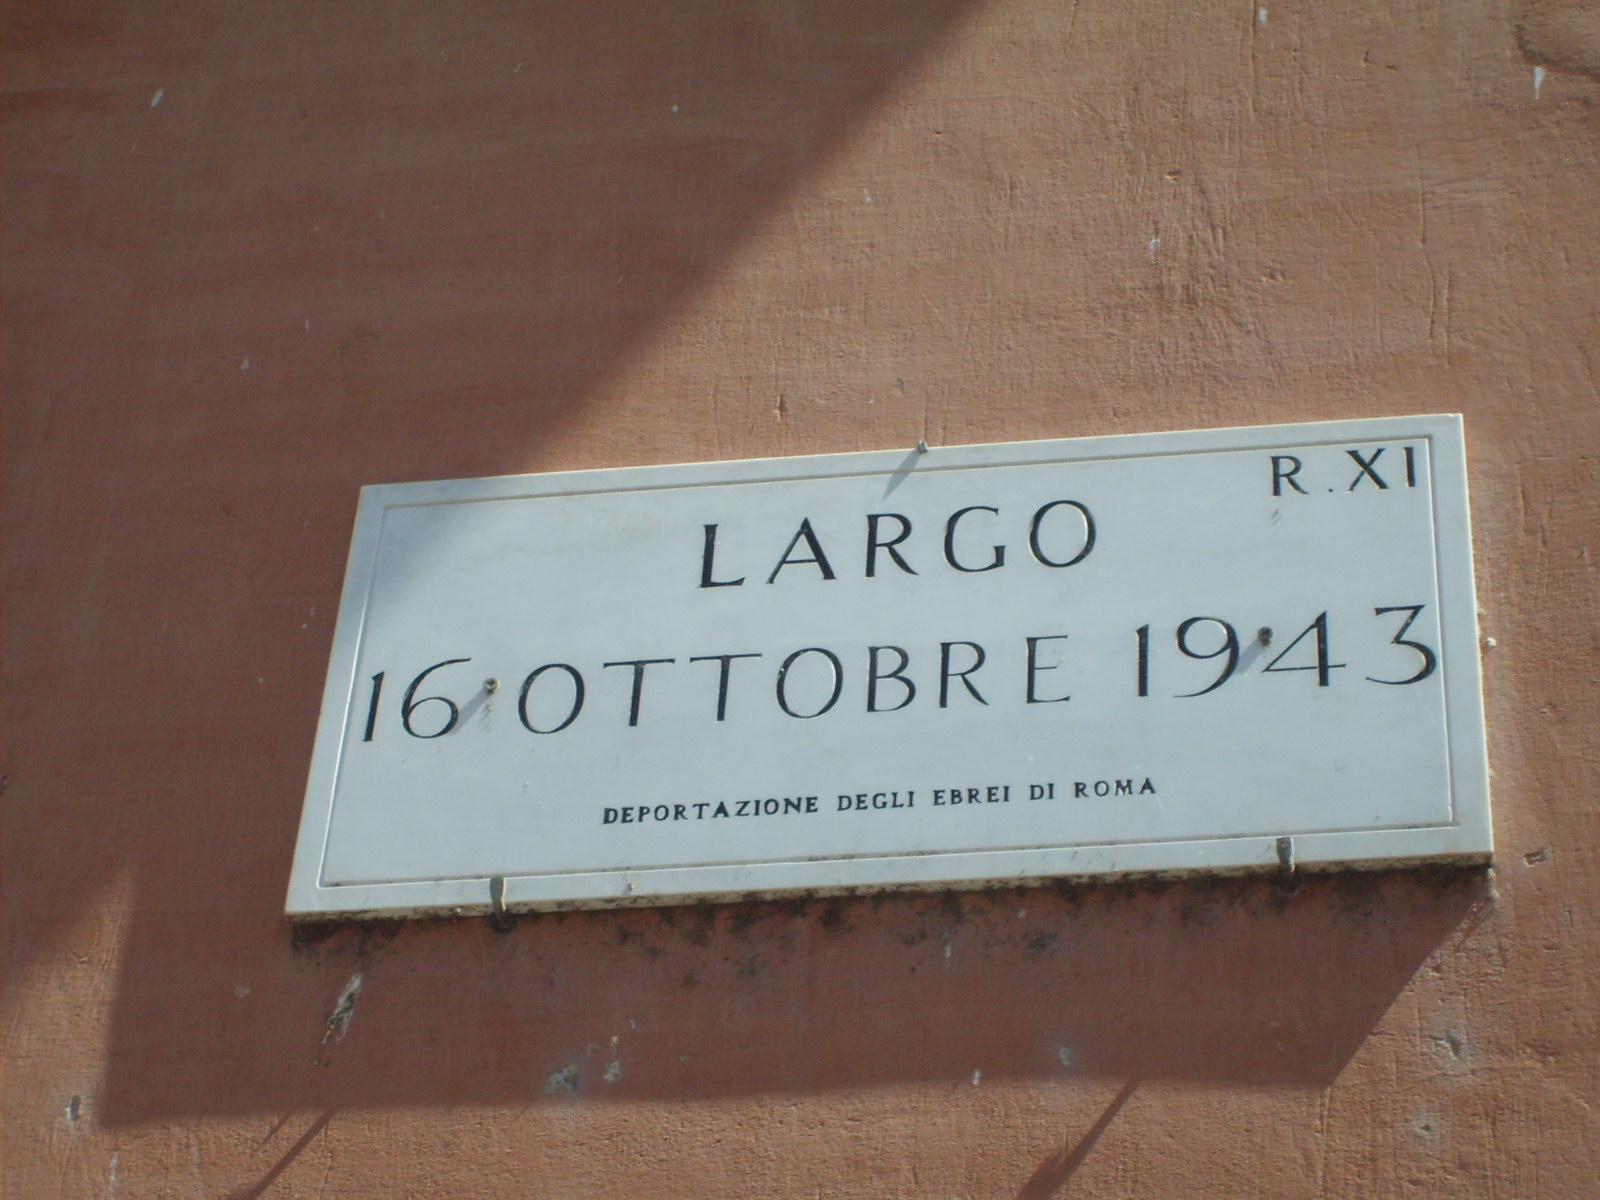 R. XI
LARGO
16 OTTOBRE 1943
DEPORTAZIONE DEGLI EBREI DI ROMA